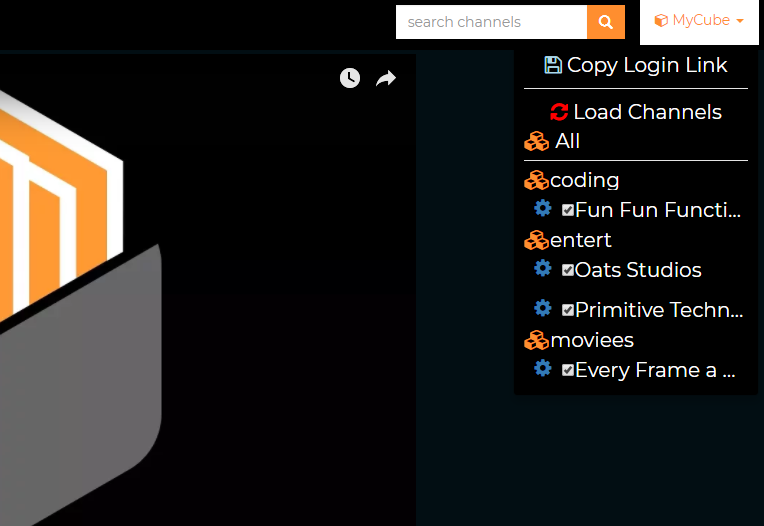 search channels
MyCube
Copy Login Link
Load Channels
All
coding
Fun Fun Functi...
entert
Oats Studios
Primitive Techn...
moviees
Every Frame a ...